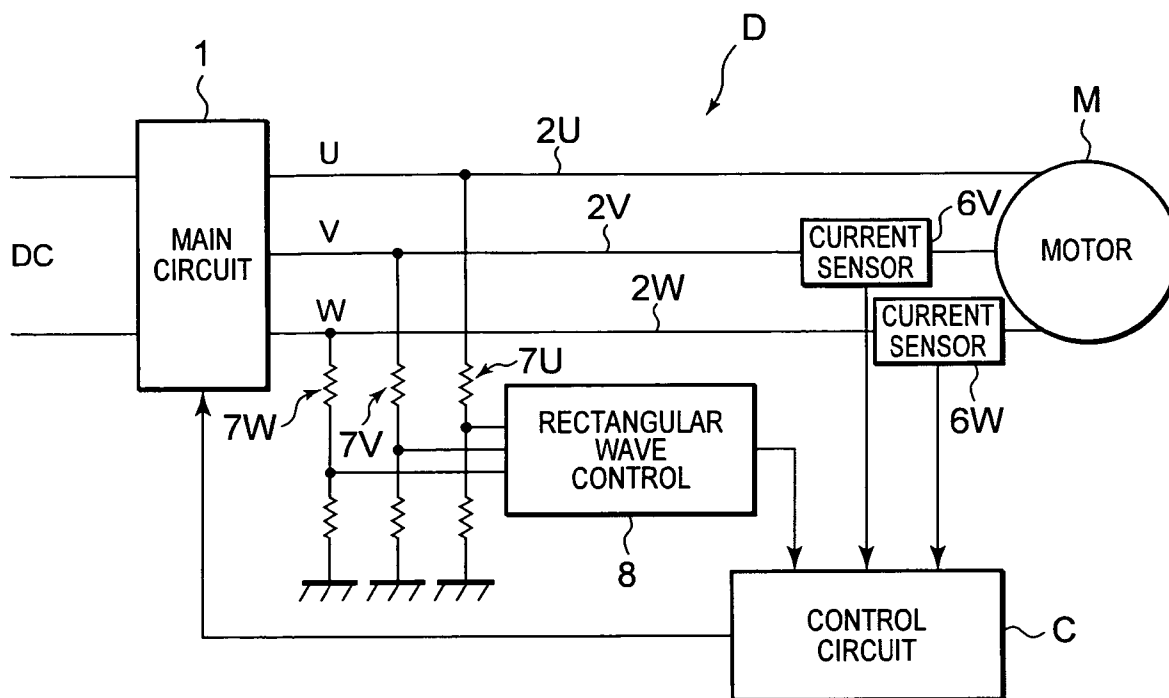 D
1
M
2U
U
6V
2V
V
CURRENT
SENSOR
MAIN
CIRCUIT
DC
MOTOR
2W
W
CURRENT
SENSOR
7U
7W
7V
6W
RECTANGULAR
WAVE
CONTROL
8
CONTROL
CIRCUIT
C